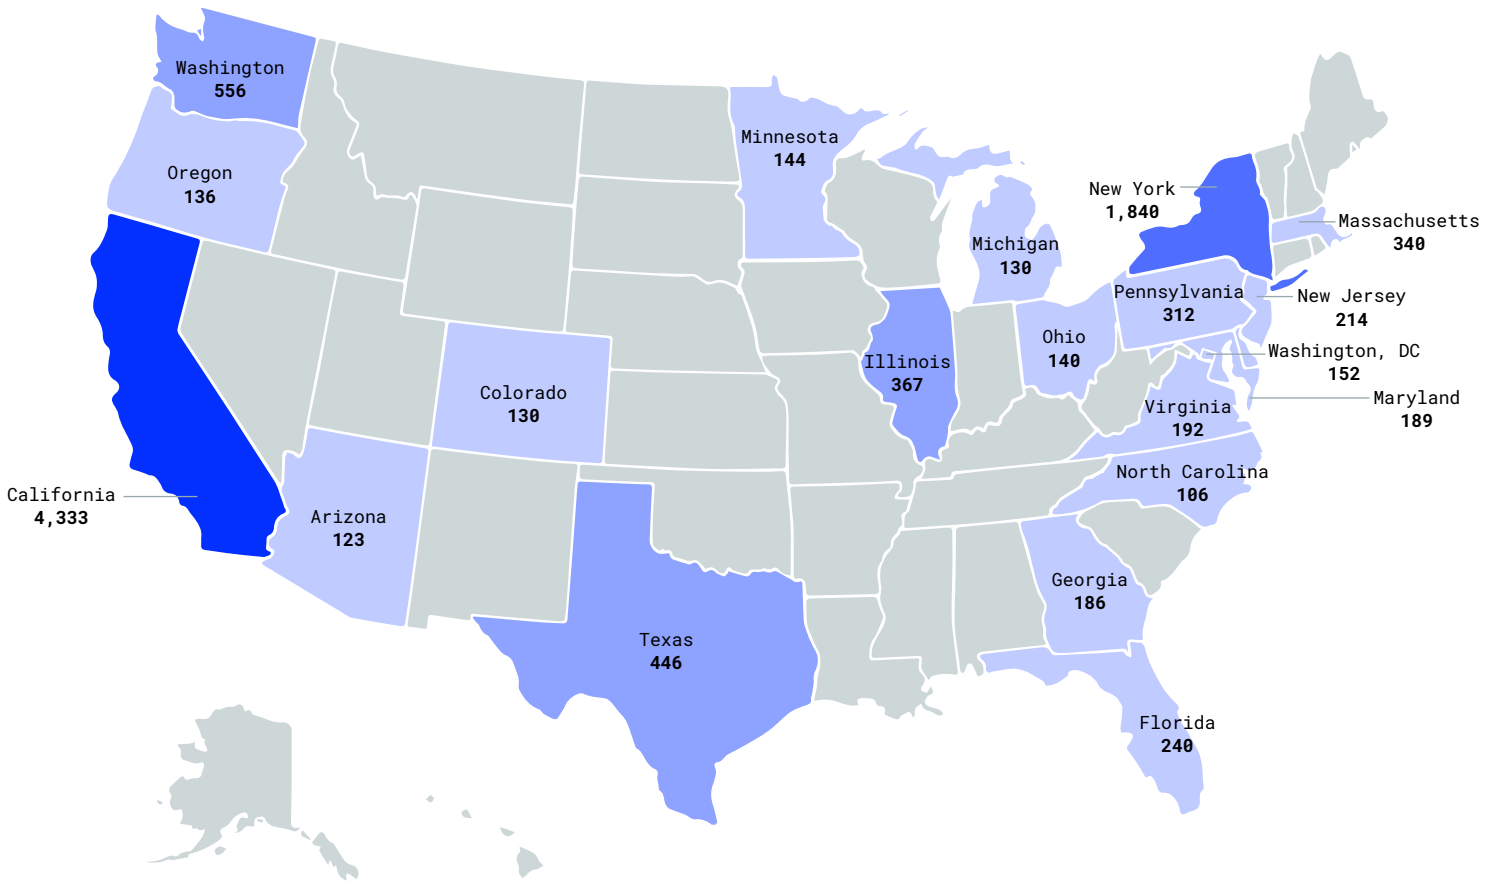 Washington
556
Minnesota
144
Oregon
136
New York
1,840
Massachusetts
340
Michigan
130
Pennsylvania
312
New Jersey
214
Ohio
140
Washington, DC
152
Illinois
367
Colorado
130
Maryland
189
Virginia
192
North Carolina
106
California
4,333
Arizona
123
Georgia
186
Texas
446
Florida
240